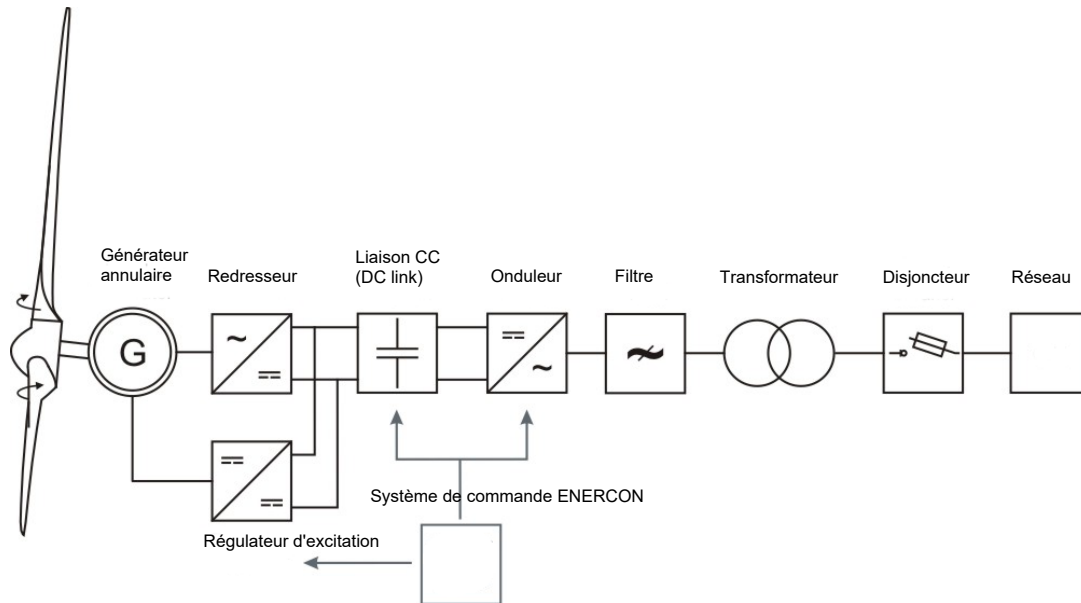 Générateur
annulaire
Redresseur
Liaison CC
(DC link)
Onduleur
Filtre
Transformateur
Disjoncteur
Réseau
G
Système de commande ENERCON
Régulateur d'excitation